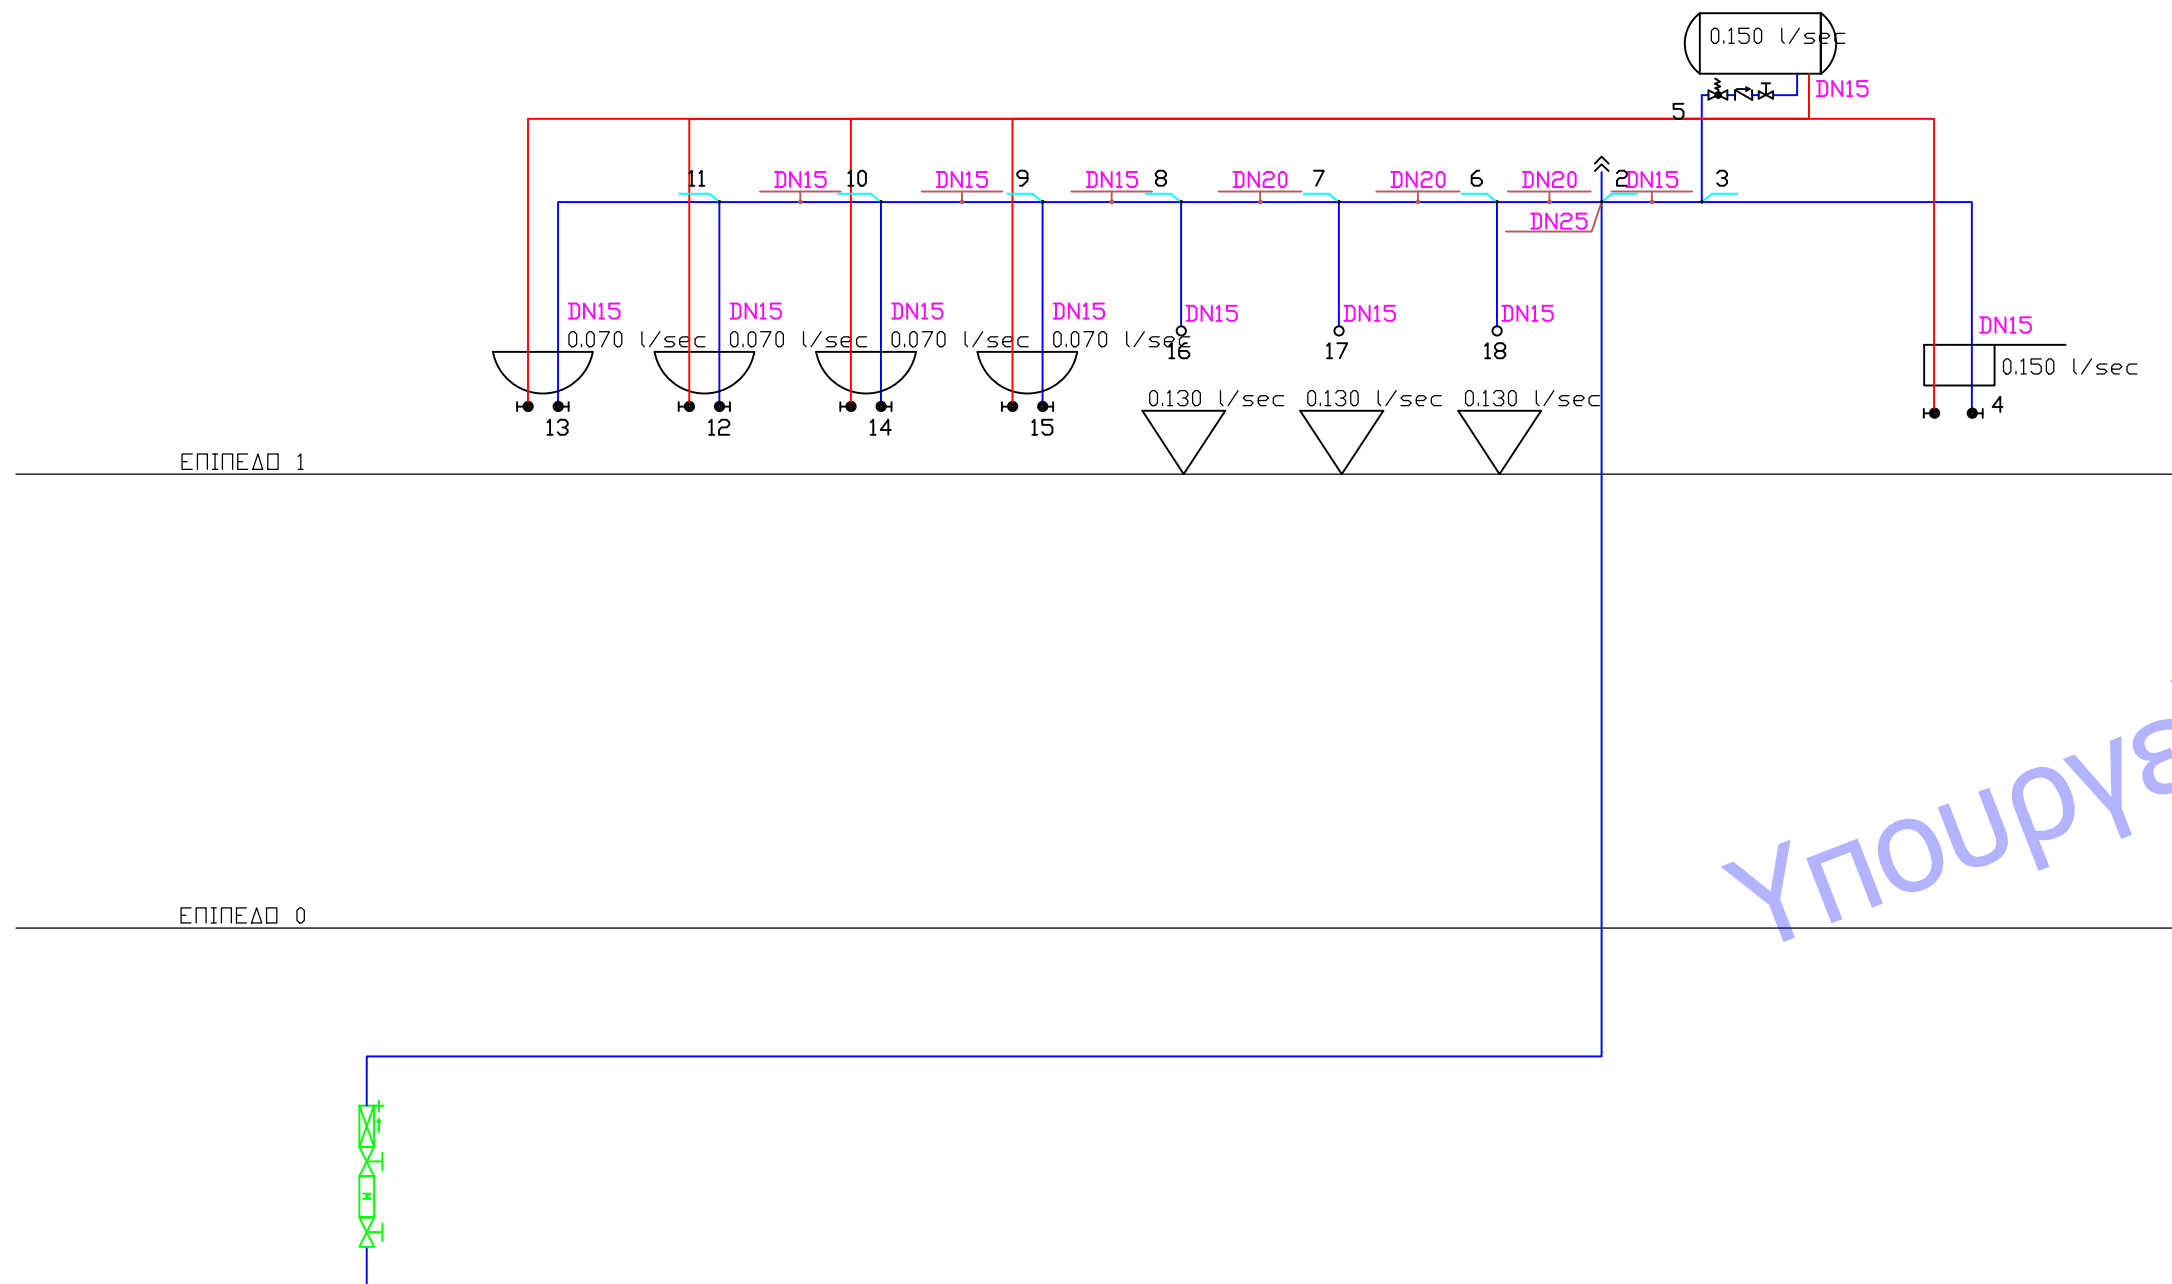 0.150 l/sec
DN15
5
11 DN15 10 DN15 9 DN15 8 DN20 7 DN20 6 DN20 2 DN15 3
DN25
DN15 DN15 DN15 DN15 DN15 DN15 DN15 DN15
0.070 l/sec 0.070 l/sec 0.070 l/sec 0.070 l/sec
16 17 18
0.150 l/sec
0.130 l/sec 0.130 l/sec 0.130 l/sec
4
13 12 14 15
ΕΠΙΠΕΔΟ 1
Υπουργε
ΕΠΙΠΕΔΟ 0
M